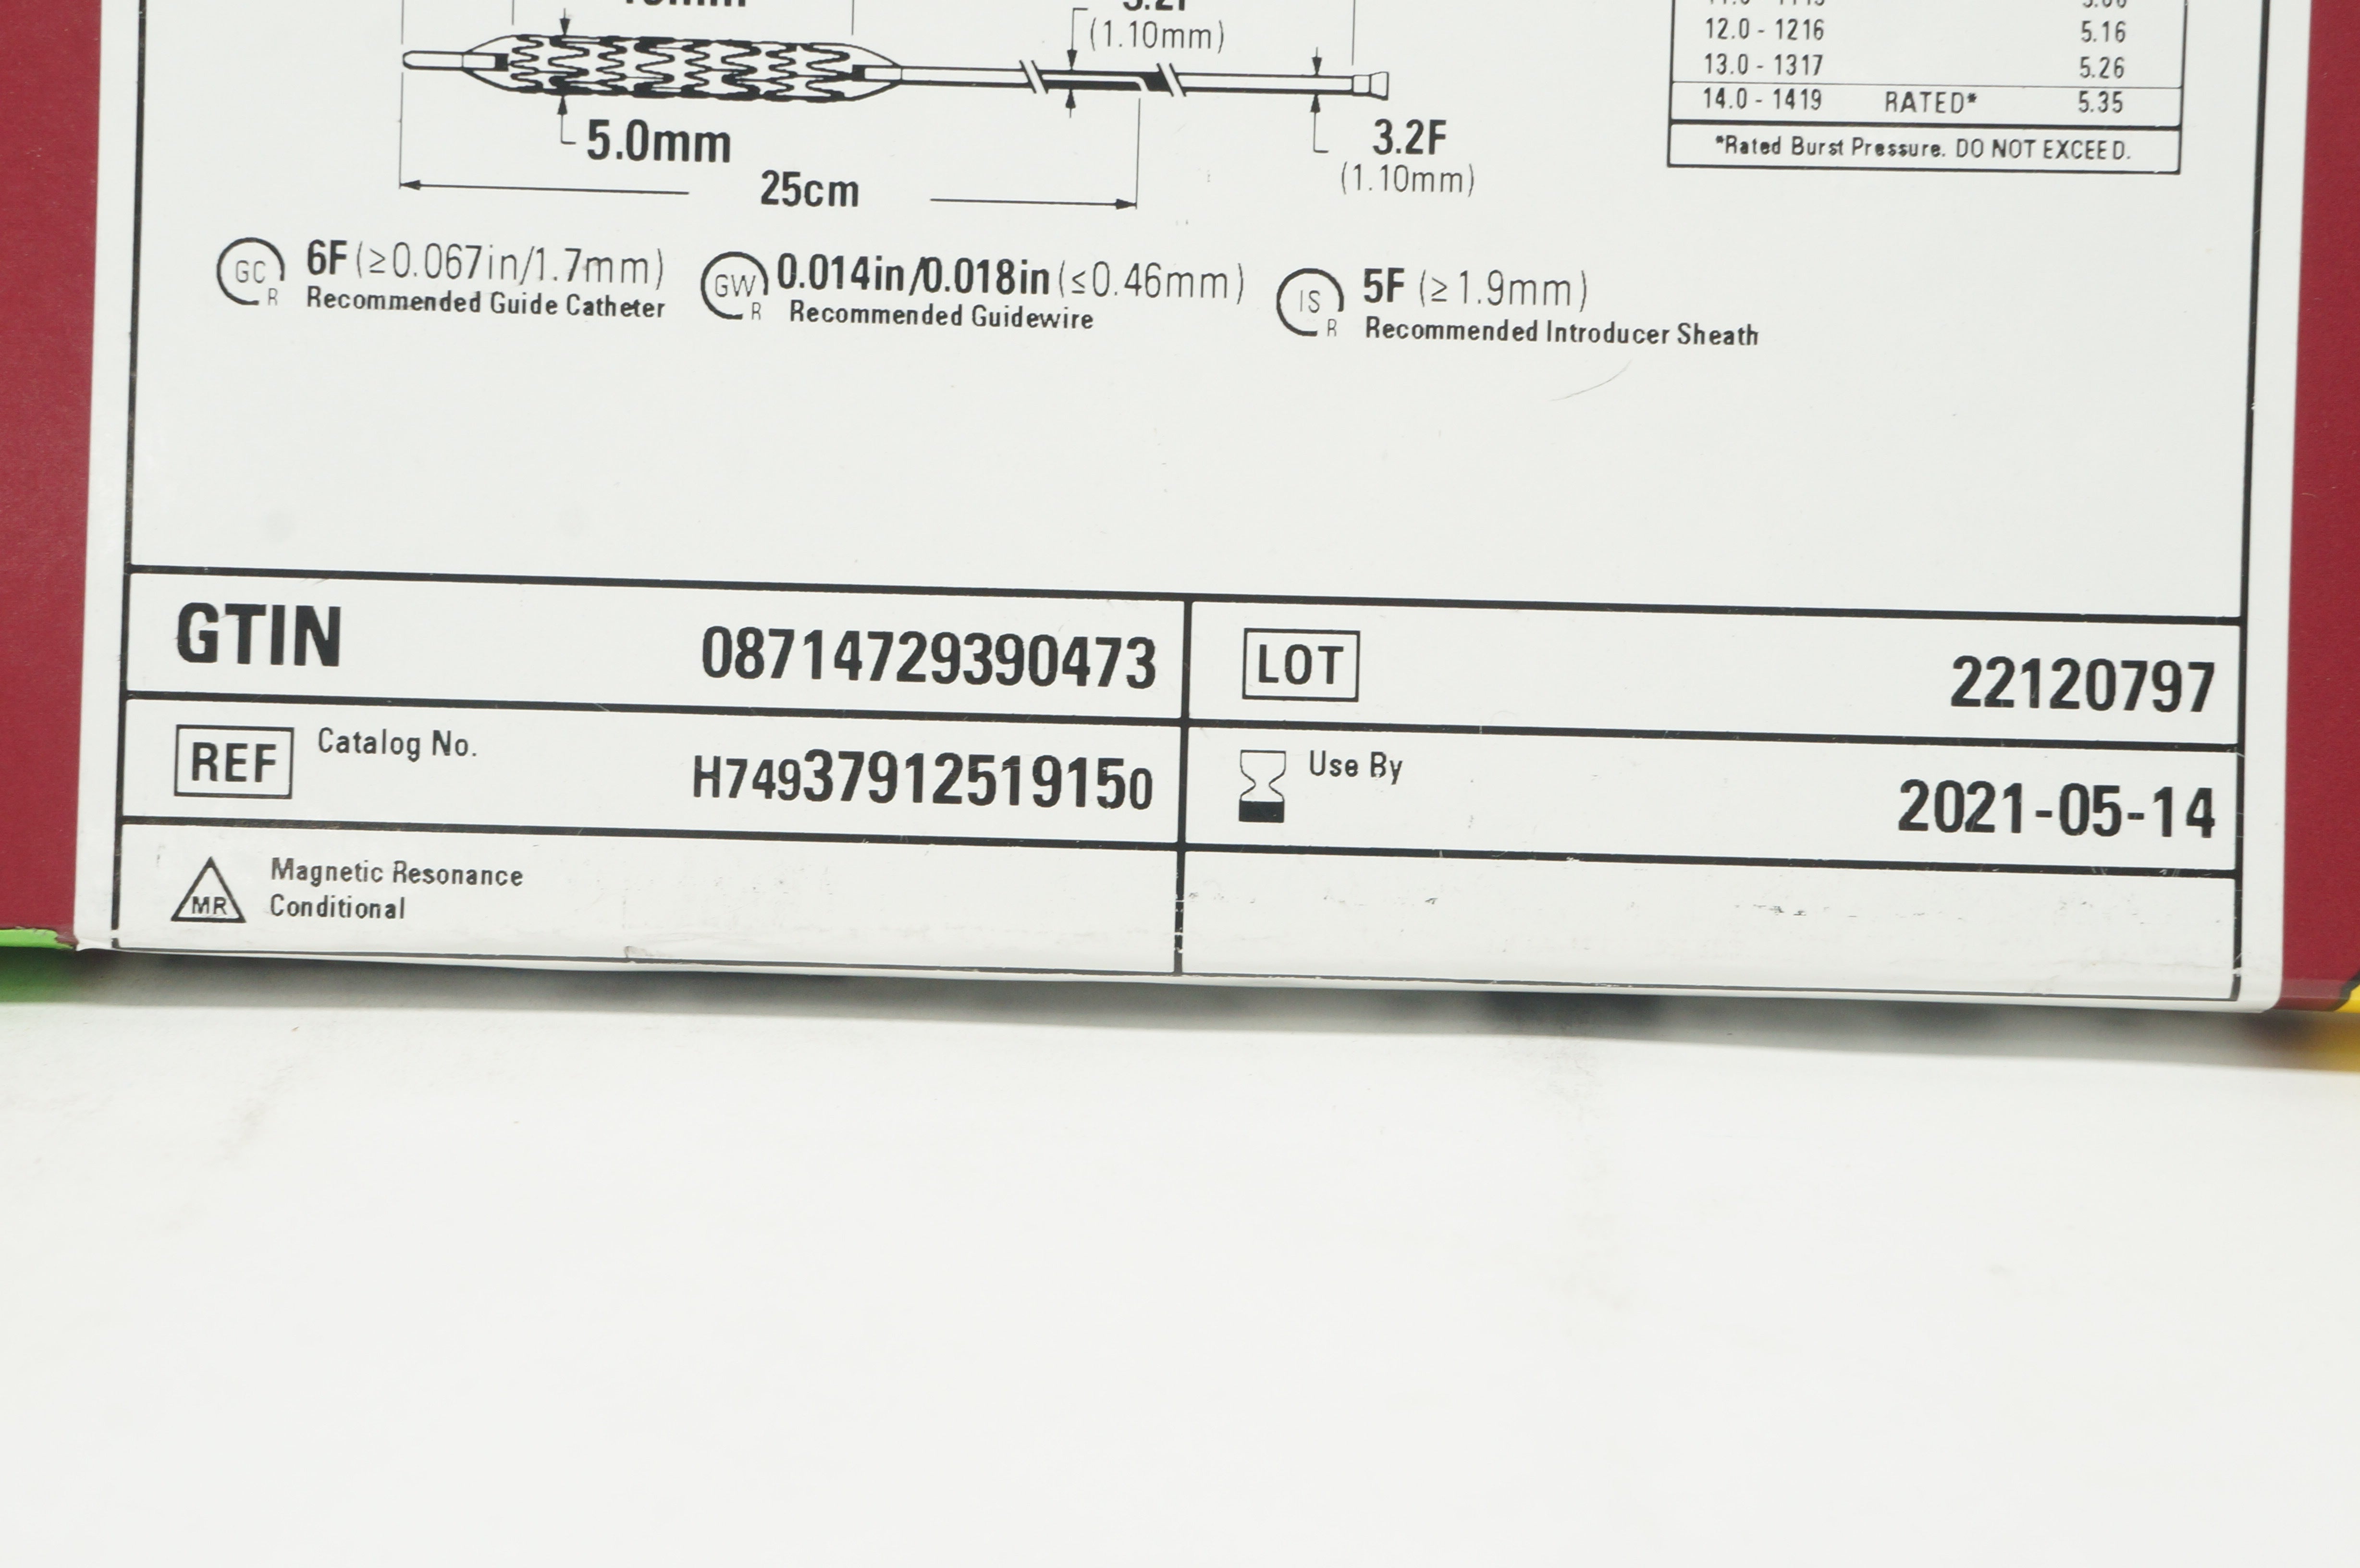 (1.10mm)
12.0 - 1216 5.16
13.0 - 1317 5.26
14.0 - 1419 RATED* 5.35
*Rated Burst Pressure. DO NOT EXCEED.
5.0mm
3.2F
(1.10mm)
25cm
GC R 6F (≥0.067in/1.7mm)
Recommended Guide Catheter
GW R 0.014in/0.018in (≤0.46mm)
Recommended Guidewire
IS R 5F (≥1.9mm)
Recommended Introducer Sheath
GTIN 08714729390473
LOT 22120797
REF Catalog No. H74937912519150
Use By 2021-05-14
MR Magnetic Resonance
Conditional